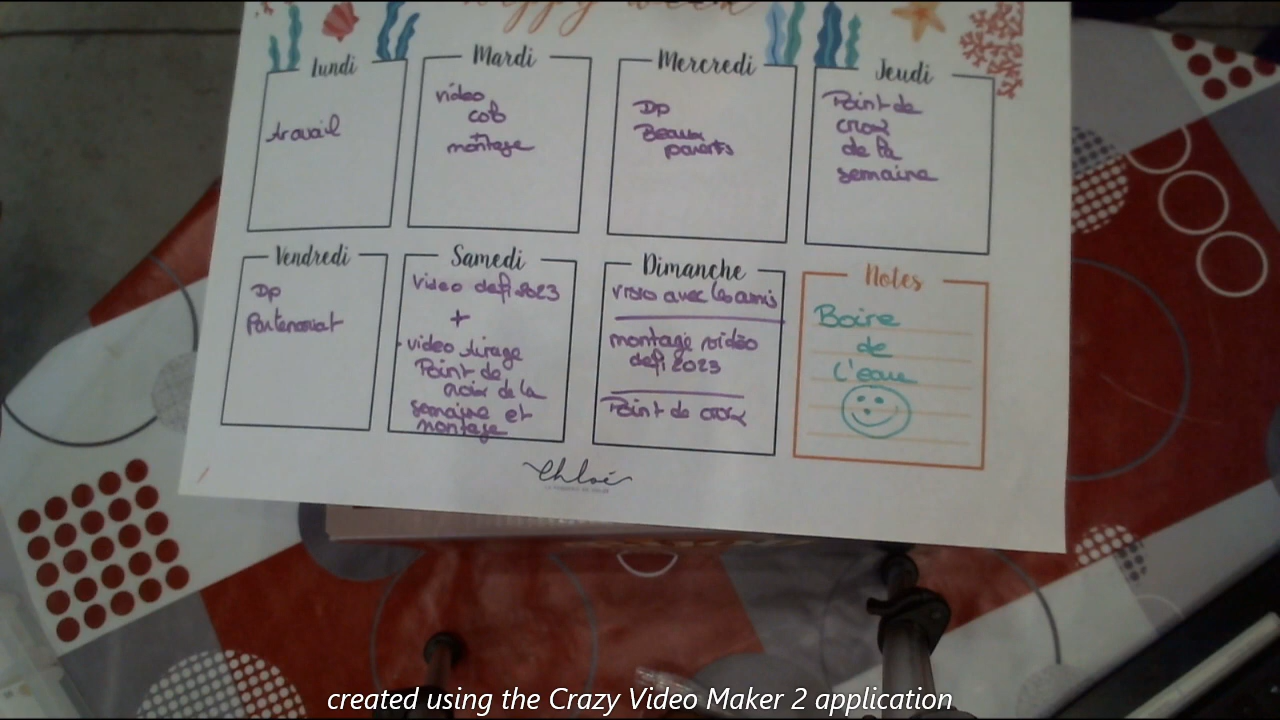 happy week
Lundi
travail
Mardi
video
cob
+
montage
Mercredi
Dp
Beaux
parents
Jeudi
Point de
croix
de la
semaine
Vendredi
Dp
Partenariat
Samedi
video defi 2023
+
video tirage
Point de
croix de la
semaine et
montage
Dimanche
visio avec les amis
montage vidéo
defi 2023
Point de croix
Notes
Boire
de
l'eau
Chloé
created using the Crazy Video Maker 2 application